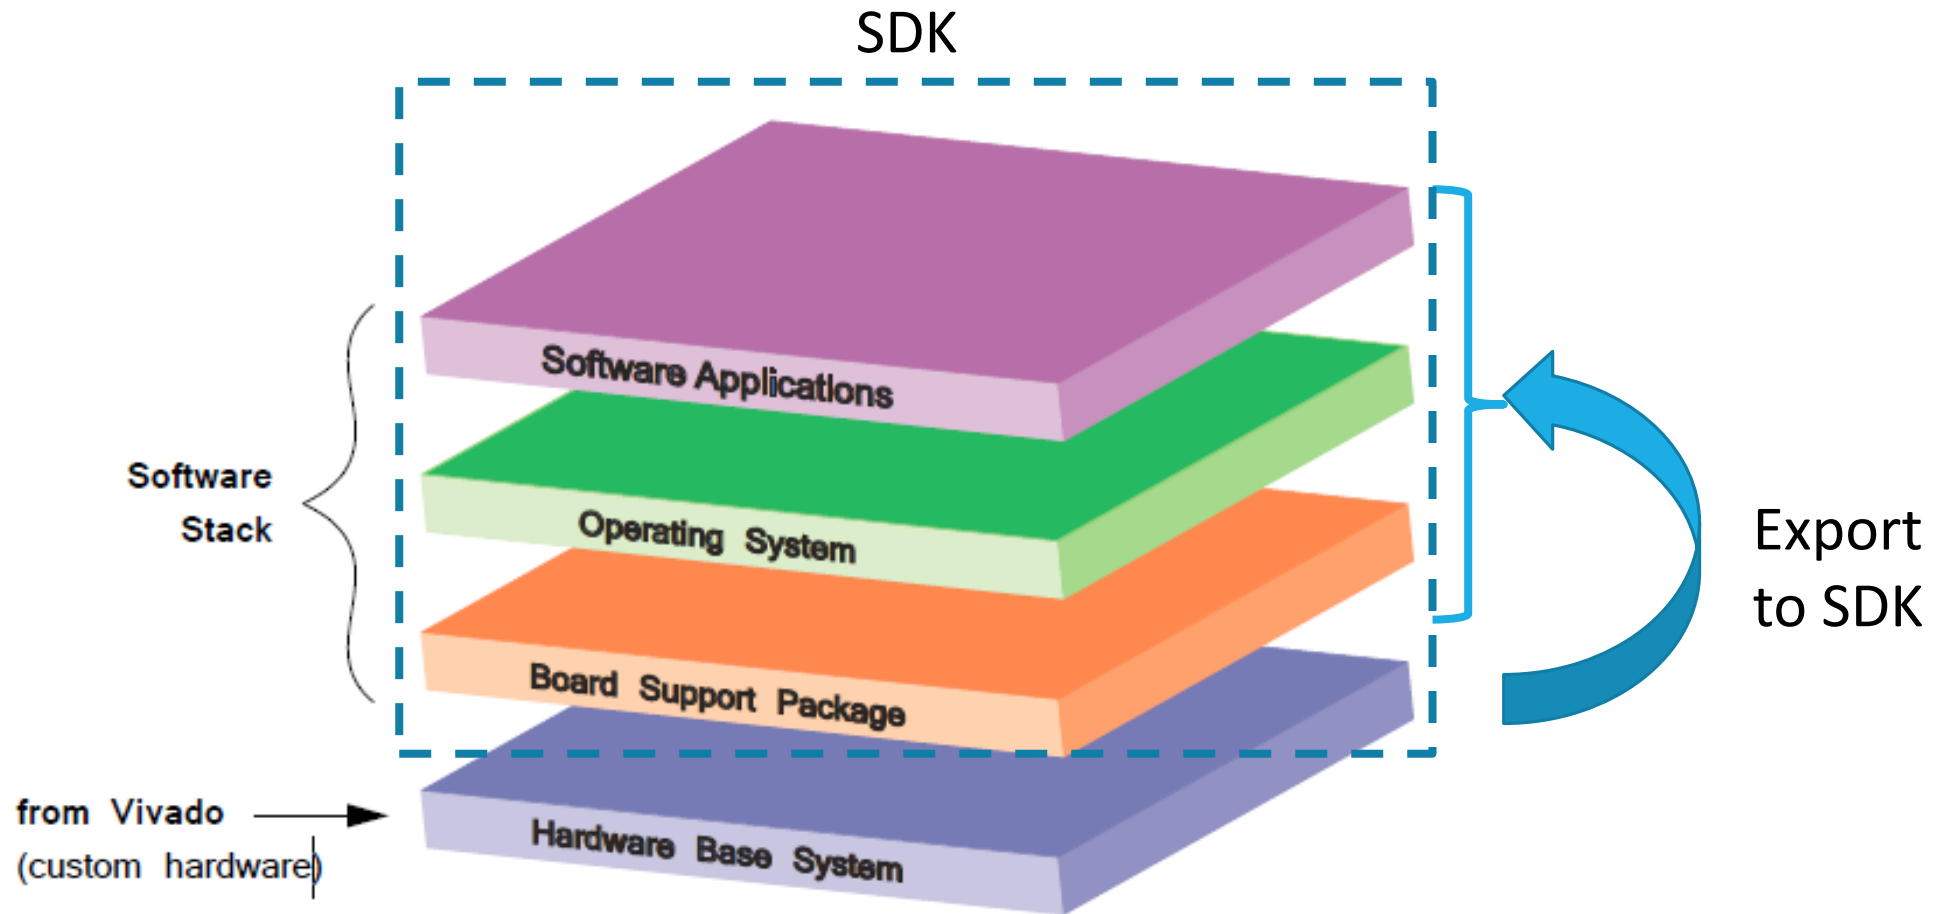 SDK
Software Applications
Operating System
Software
Stack
Board Support Package
Export
to SDK
from Vivado
(custom hardware)
Hardware Base System